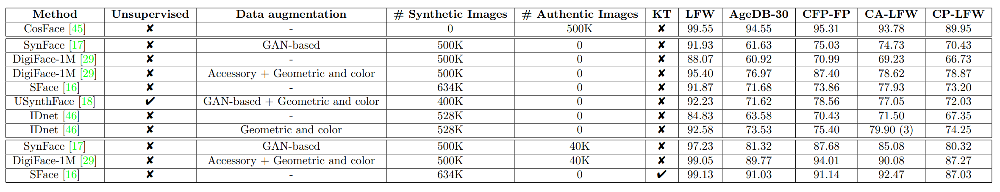 Method Unsupervised Data augmentation # Synthetic Images # Authentic Images KT LFW AgeDB-30 CFP-FP CA-LFW CP-LFW
CosFace [45] ✘ - 0 500K ✘ 99.55 94.55 95.31 93.78 89.95
SynFace [17] ✘ GAN-based 500K 0 ✘ 91.93 61.63 75.03 74.73 70.43
DigiFace-1M [29] ✘ - 500K 0 ✘ 88.07 60.92 70.99 69.23 66.73
DigiFace-1M [29] ✘ Accessory + Geometric and color 500K 0 ✘ 95.40 76.97 87.40 78.62 78.87
SFace [16] ✘ - 634K 0 ✘ 91.87 71.68 73.86 77.93 73.20
USynthFace [18] ✔ GAN-based + Geometric and color 400K 0 ✘ 92.23 71.62 78.56 77.05 72.03
IDnet [46] ✘ - 528K 0 ✘ 84.83 63.58 70.43 71.50 67.35
IDnet [46] ✘ Geometric and color 528K 0 ✘ 92.58 73.53 75.40 79.90 (3) 74.25
SynFace [17] ✘ GAN-based 500K 40K ✘ 97.23 81.32 87.68 85.08 80.32
DigiFace-1M [29] ✘ Accessory + Geometric and color 500K 40K ✘ 99.05 89.77 94.01 90.08 87.27
SFace [16] ✘ - 634K 0 ✔ 99.13 91.03 91.14 92.47 87.03